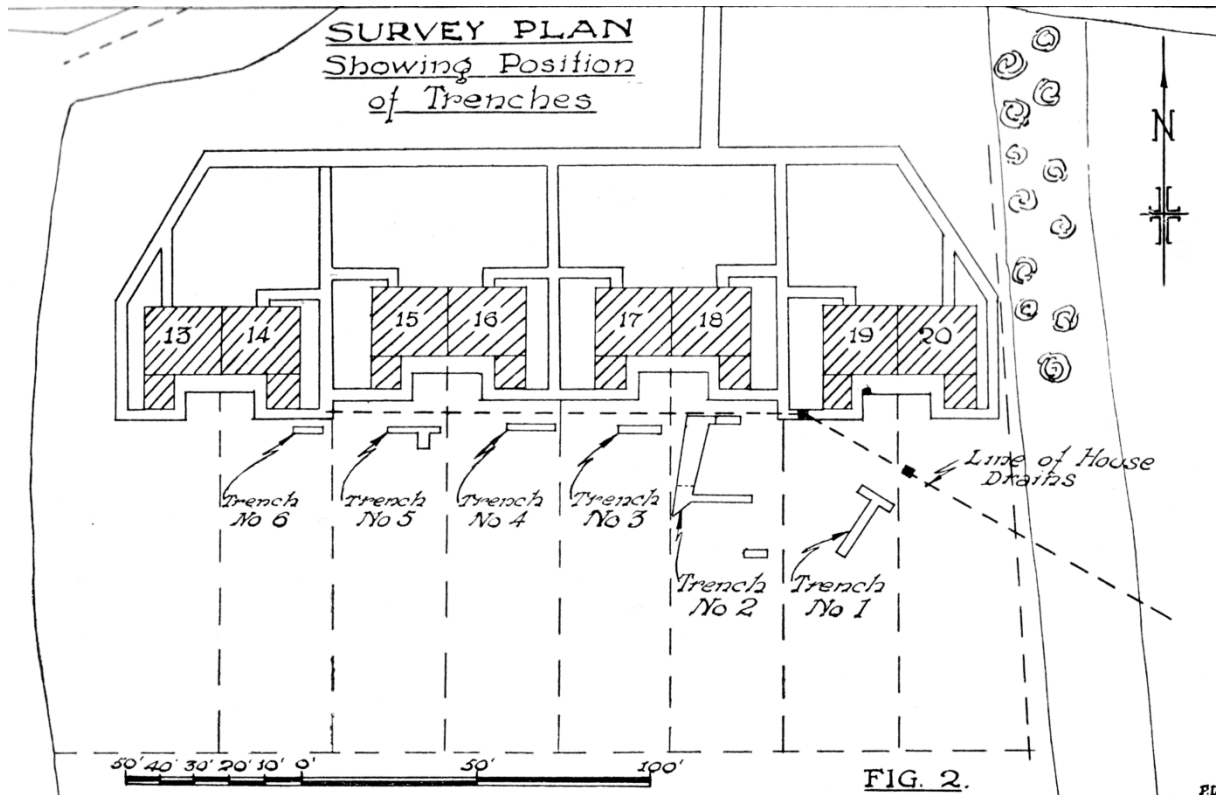 SURVEY PLAN
Showing Position
of Trenches
N
13 14 15 16 17 18 19 20
Line of House
Drains
Trench
No 6
Trench
No 5
Trench
No 4
Trench
No 3
Trench
No 2
Trench
No 1
50' 40' 30' 20' 10' 0' 50' 100'
FIG. 2.